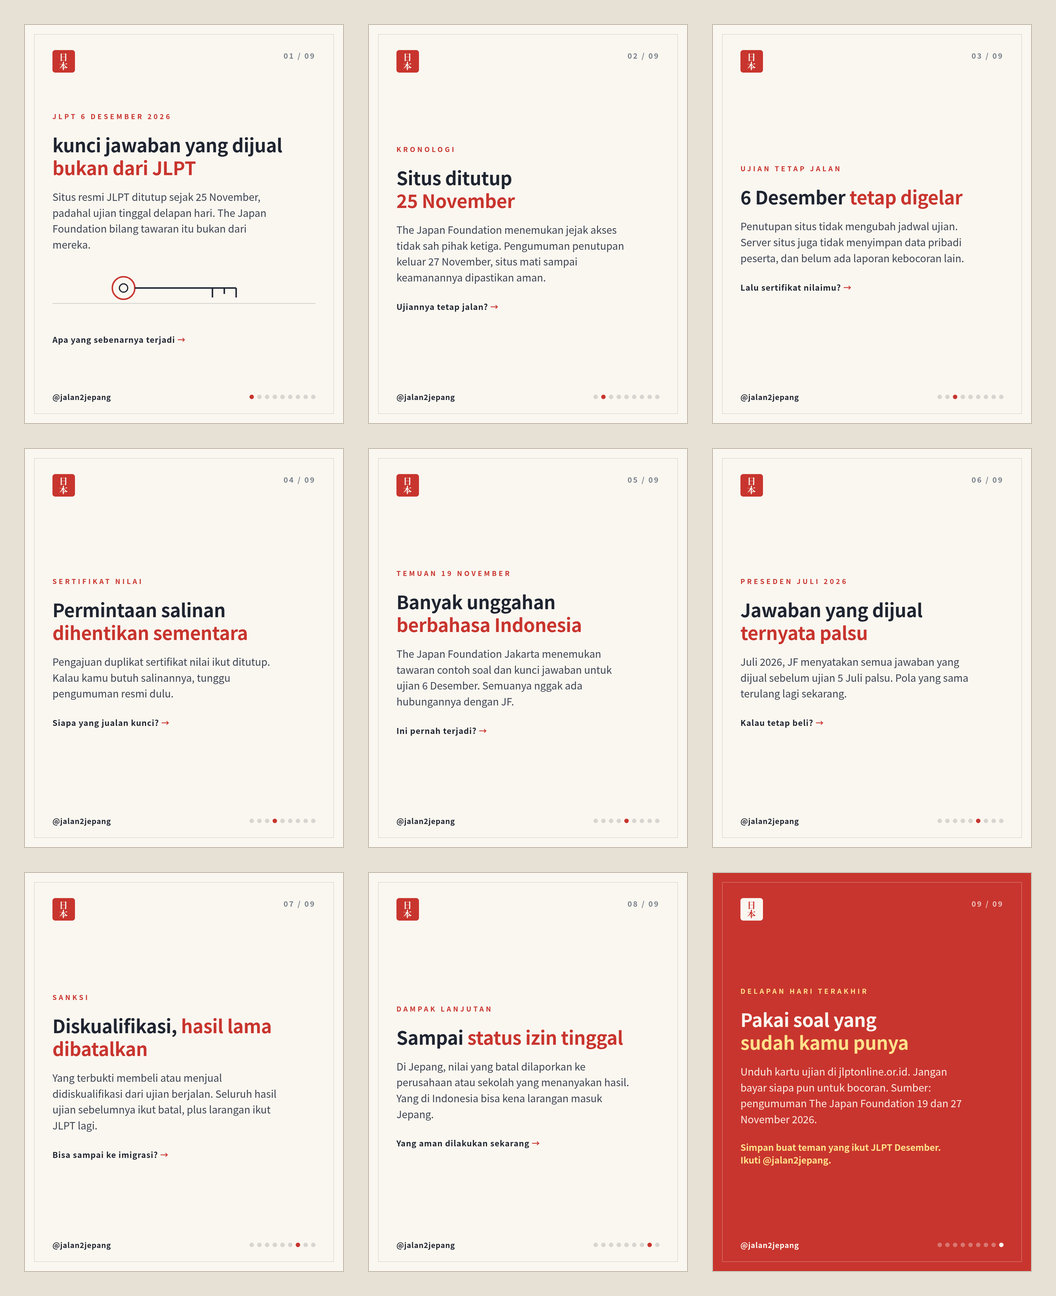 日本
01 / 09
JLPT 6 DESEMBER 2026
kunci jawaban yang dijual
bukan dari JLPT
Situs resmi JLPT ditutup sejak 25 November,
padahal ujian tinggal delapan hari. The Japan
Foundation bilang tawaran itu bukan dari
mereka.
Apa yang sebenarnya terjadi →
@jalan2jepang
日本
02 / 09
KRONOLOGI
Situs ditutup
25 November
The Japan Foundation menemukan jejak akses
tidak sah pihak ketiga. Pengumuman penutupan
keluar 27 November, situs mati sampai
keamanannya dipastikan aman.
Ujiannya tetap jalan? →
@jalan2jepang
日本
03 / 09
UJIAN TETAP JALAN
6 Desember tetap digelar
Penutupan situs tidak mengubah jadwal ujian.
Server situs juga tidak menyimpan data pribadi
peserta, dan belum ada laporan kebocoran lain.
Lalu sertifikat nilaimu? →
@jalan2jepang
日本
04 / 09
SERTIFIKAT NILAI
Permintaan salinan
dihentikan sementara
Pengajuan duplikat sertifikat nilai ikut ditutup.
Kalau kamu butuh salinannya, tunggu
pengumuman resmi dulu.
Siapa yang jualan kunci? →
@jalan2jepang
日本
05 / 09
TEMUAN 19 NOVEMBER
Banyak unggahan
berbahasa Indonesia
The Japan Foundation Jakarta menemukan
tawaran contoh soal dan kunci jawaban untuk
ujian 6 Desember. Semuanya nggak ada
hubungannya dengan JF.
Ini pernah terjadi? →
@jalan2jepang
日本
06 / 09
PRESEDEN JULI 2026
Jawaban yang dijual
ternyata palsu
Juli 2026, JF menyatakan semua jawaban yang
dijual sebelum ujian 5 Juli palsu. Pola yang sama
terulang lagi sekarang.
Kalau tetap beli? →
@jalan2jepang
日本
07 / 09
SANKSI
Diskualifikasi, hasil lama
dibatalkan
Yang terbukti membeli atau menjual
didiskualifikasi dari ujian berjalan. Seluruh hasil
ujian sebelumnya ikut batal, plus larangan ikut
JLPT lagi.
Bisa sampai ke imigrasi? →
@jalan2jepang
日本
08 / 09
DAMPAK LANJUTAN
Sampai status izin tinggal
Di Jepang, nilai yang batal dilaporkan ke
perusahaan atau sekolah yang menanyakan hasil.
Yang di Indonesia bisa kena larangan masuk
Jepang.
Yang aman dilakukan sekarang →
@jalan2jepang
日本
09 / 09
DELAPAN HARI TERAKHIR
Pakai soal yang
sudah kamu punya
Unduh kartu ujian di jlptonline.or.id. Jangan
bayar siapa pun untuk bocoran. Sumber:
pengumuman The Japan Foundation 19 dan 27
November 2026.
Simpan buat teman yang ikut JLPT Desember.
Ikuti @jalan2jepang.
@jalan2jepang